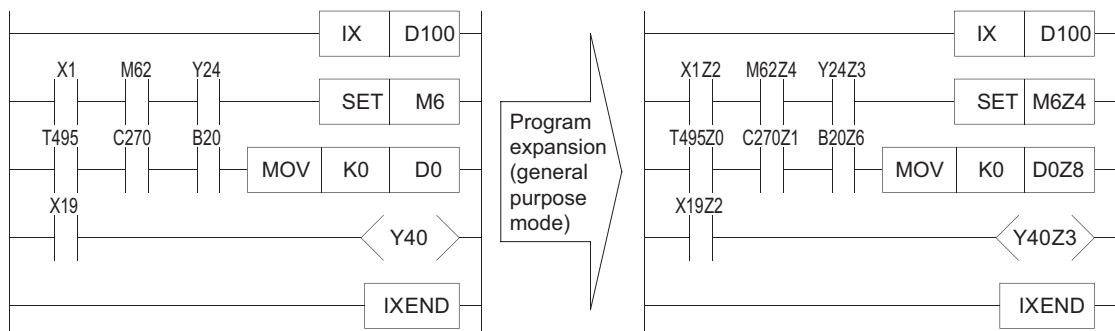 IX D100
X1 M62 Y24
SET M6
T495 C270 B20
MOV K0 D0
X19
Y40
IXEND
Program
expansion
(general
purpose
mode)
IX D100
X1Z2 M62Z4 Y24Z3
SET M6Z4
T495Z0 C270Z1 B20Z6
MOV K0 D0Z8
X19Z2
Y40Z3
IXEND